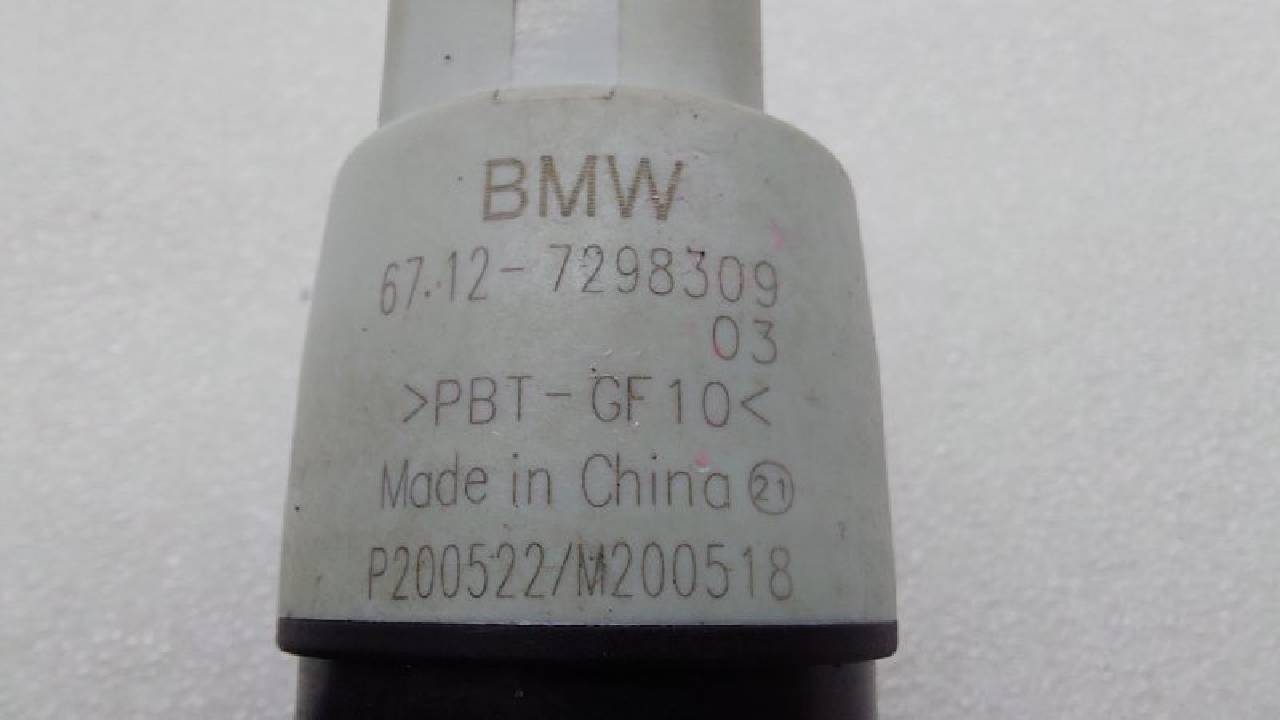 BMW
67.12-7298309
03
>PBT-GF10<
Made in China 21
P200522/M200518